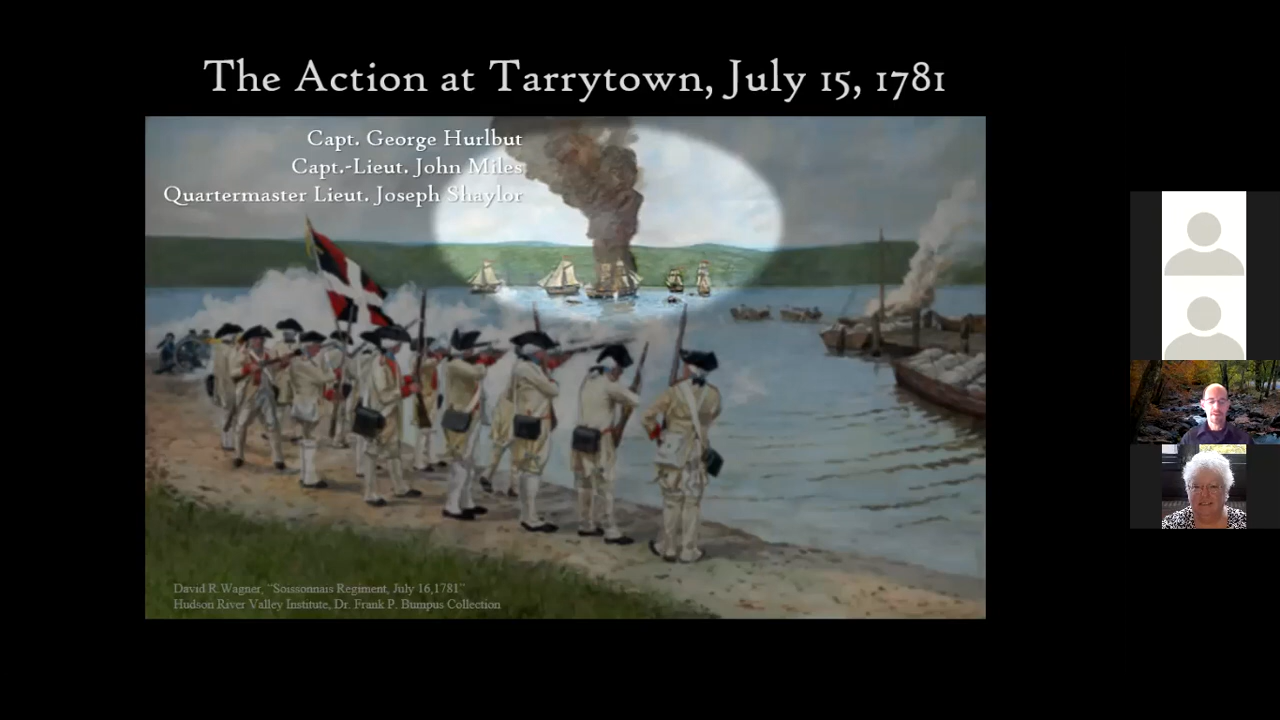 The Action at Tarrytown, July 15, 1781
Capt. George Hurlbut
Capt.-Lieut. John Miles
Quartermaster Lieut. Joseph Shaylor
David R. Wagner, "Soissonnais Regiment, July 16,1781"
Hudson River Valley Institute, Dr. Frank P. Bumpus Collection